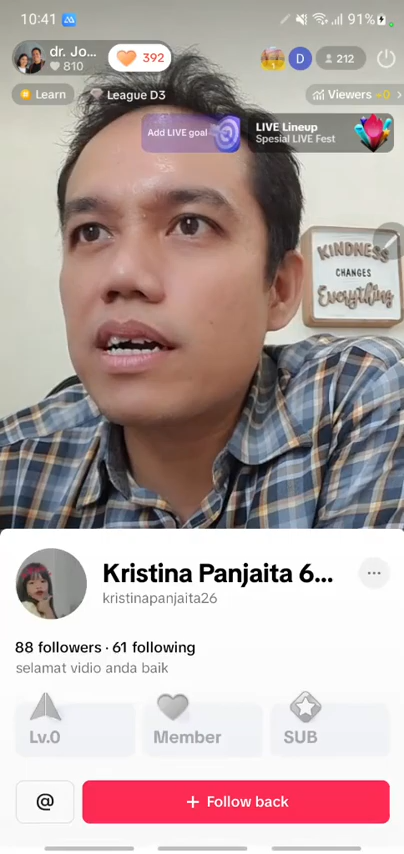 10:41
91%
dr. Jo...
810
392
1
D
212
Learn
League D3
Viewers +0 >
Add LIVE goal
LIVE Lineup
Spesial LIVE Fest
KINDNESS
CHANGES
Everything
Kristina Panjaita 6...
kristinapanjaita26
88 followers · 61 following
selamat vidio anda baik
Lv.0
Member
SUB
@
+ Follow back